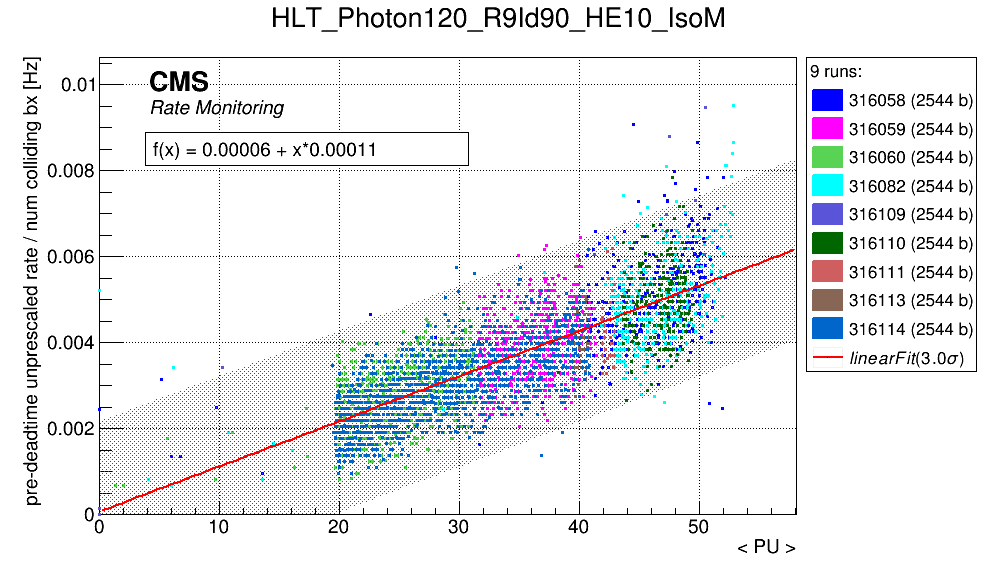 HLT_Photon120_R9Id90_HE10_IsoM
pre-deadtime unprescaled rate / num colliding bx [Hz]
0.01
0.008
0.006
0.004
0.002
0
CMS
Rate Monitoring
f(x) = 0.00006 + x*0.00011
0 10 20 30 40 50
< PU >
9 runs:
316058 (2544 b)
316059 (2544 b)
316060 (2544 b)
316082 (2544 b)
316109 (2544 b)
316110 (2544 b)
316111 (2544 b)
316113 (2544 b)
316114 (2544 b)
linearFit(3.0σ)